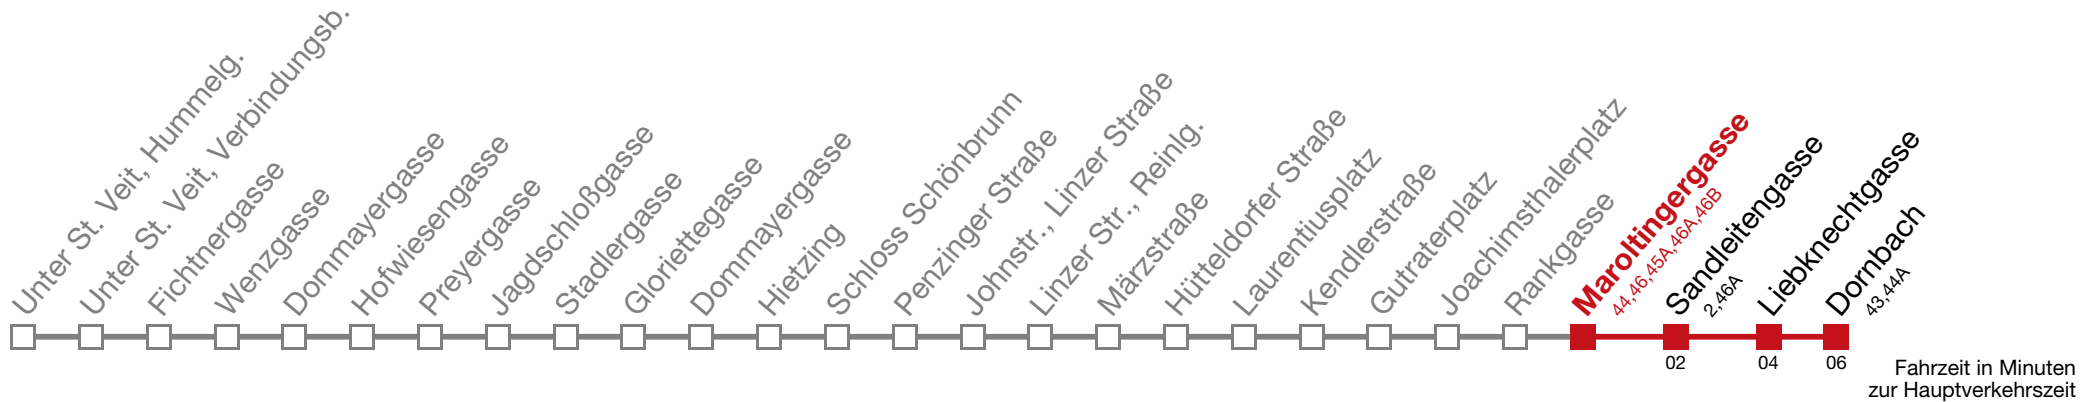 Unter St. Veit, Hummelg.
Unter St. Veit, Verbindungsb.
Fichtnergasse
Wenzgasse
Dommayergasse
Hofwiesengasse
Preyergasse
Jagdschloßgasse
Stadlergasse
Gloriettegasse
Dommayergasse
Hietzing
Schloss Schönbrunn
Penzinger Straße
Johnstr., Linzer Straße
Linzer Str., Reinlg.
Märzstraße
Hütteldorfer Straße
Laurentiusplatz
Kendlerstraße
Gutraterplatz
Joachimsthalerplatz
Rankgasse
Maroltingergasse
44,46,45A,46A,46B
Sandleitengasse
2,46A
Liebknechtgasse
Dornbach
43,44A
02
04
06
Fahrzeit in Minuten
zur Hauptverkehrszeit